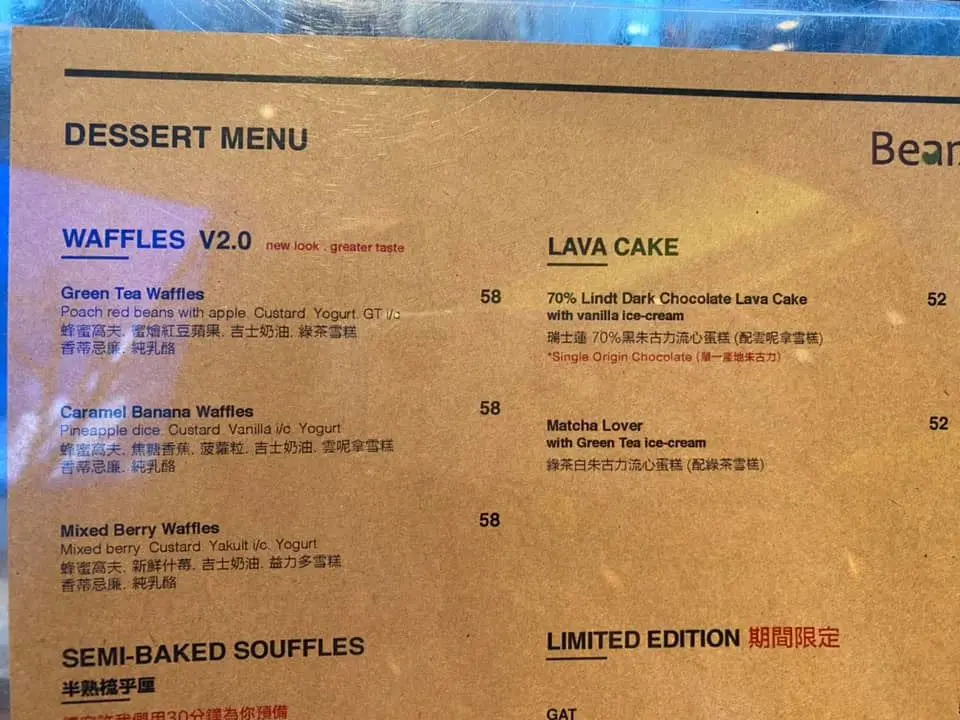 DESSERT MENU
WAFFLES V2.0 new look . greater taste
Green Tea Waffles 58
Poach red beans with apple. Custard. Yogurt. GT i/c
蜂蜜窩夫. 蜜燴紅豆蘋果. 吉士奶油. 綠茶雪糕
香蒂忌廉. 純乳酪
Caramel Banana Waffles 58
Pineapple dice. Custard. Vanilla i/c. Yogurt
蜂蜜窩夫. 焦糖香蕉. 菠蘿粒. 吉士奶油. 雲呢拿雪糕
香蒂忌廉. 純乳酪
Mixed Berry Waffles 58
Mixed berry. Custard. Yakult i/c. Yogurt
蜂蜜窩夫. 新鮮什莓. 吉士奶油. 益力多雪糕
香蒂忌廉. 純乳酪
SEMI-BAKED SOUFFLES
半熟梳乎厘
30分鐘為你預備
LAVA CAKE
70% Lindt Dark Chocolate Lava Cake 52
with vanilla ice-cream
瑞士蓮 70%黑朱古力流心蛋糕 (配雲呢拿雪糕)
*Single Origin Chocolate (單一產地朱古力)
Matcha Lover 52
with Green Tea ice-cream
綠茶白朱古力流心蛋糕 (配綠茶雪糕)
LIMITED EDITION 期間限定
GAT